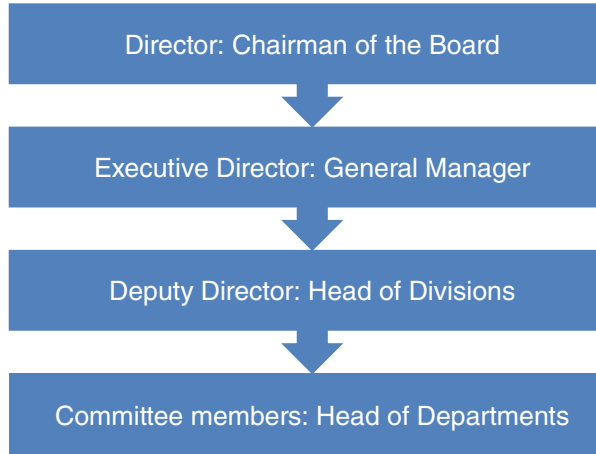 Director: Chairman of the Board
Executive Director: General Manager
Deputy Director: Head of Divisions
Committee members: Head of Departments